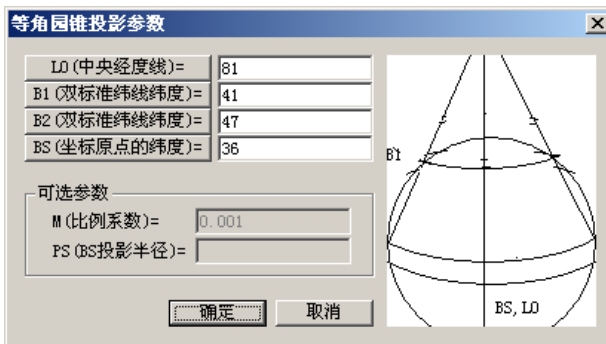 等角园锥投影参数
L0(中央经度线)= 81
B1(双标准纬线纬度)= 41
B2(双标准纬线纬度)= 47
BS(坐标原点的纬度)= 36
可选参数
M(比例系数)= 0.001
PS(BS投影半径)=
确定 取消
B1
BS, L0